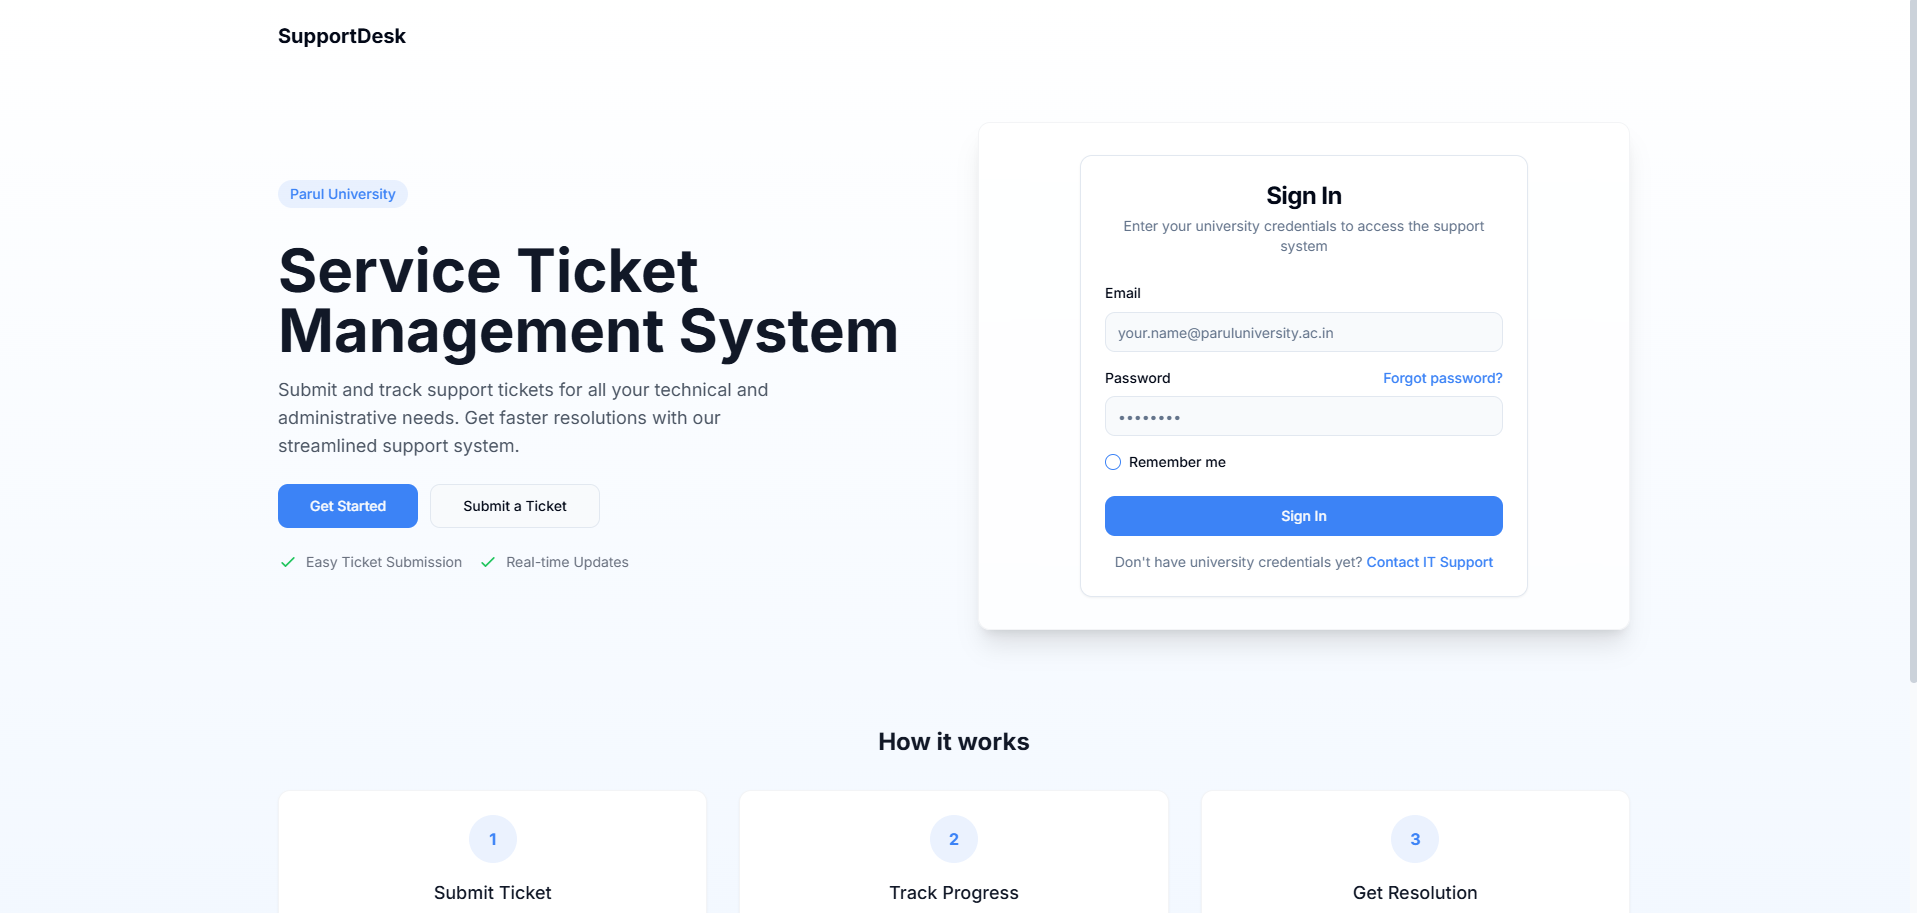 SupportDesk
Parul University
Service Ticket
Management System
Submit and track support tickets for all your technical and
administrative needs. Get faster resolutions with our
streamlined support system.
Get Started
Submit a Ticket
Easy Ticket Submission
Real-time Updates
Sign In
Enter your university credentials to access the support
system
Email
your.name@paruluniversity.ac.in
Password
Forgot password?
••••••••
Remember me
Sign In
Don't have university credentials yet? Contact IT Support
How it works
1
Submit Ticket
2
Track Progress
3
Get Resolution